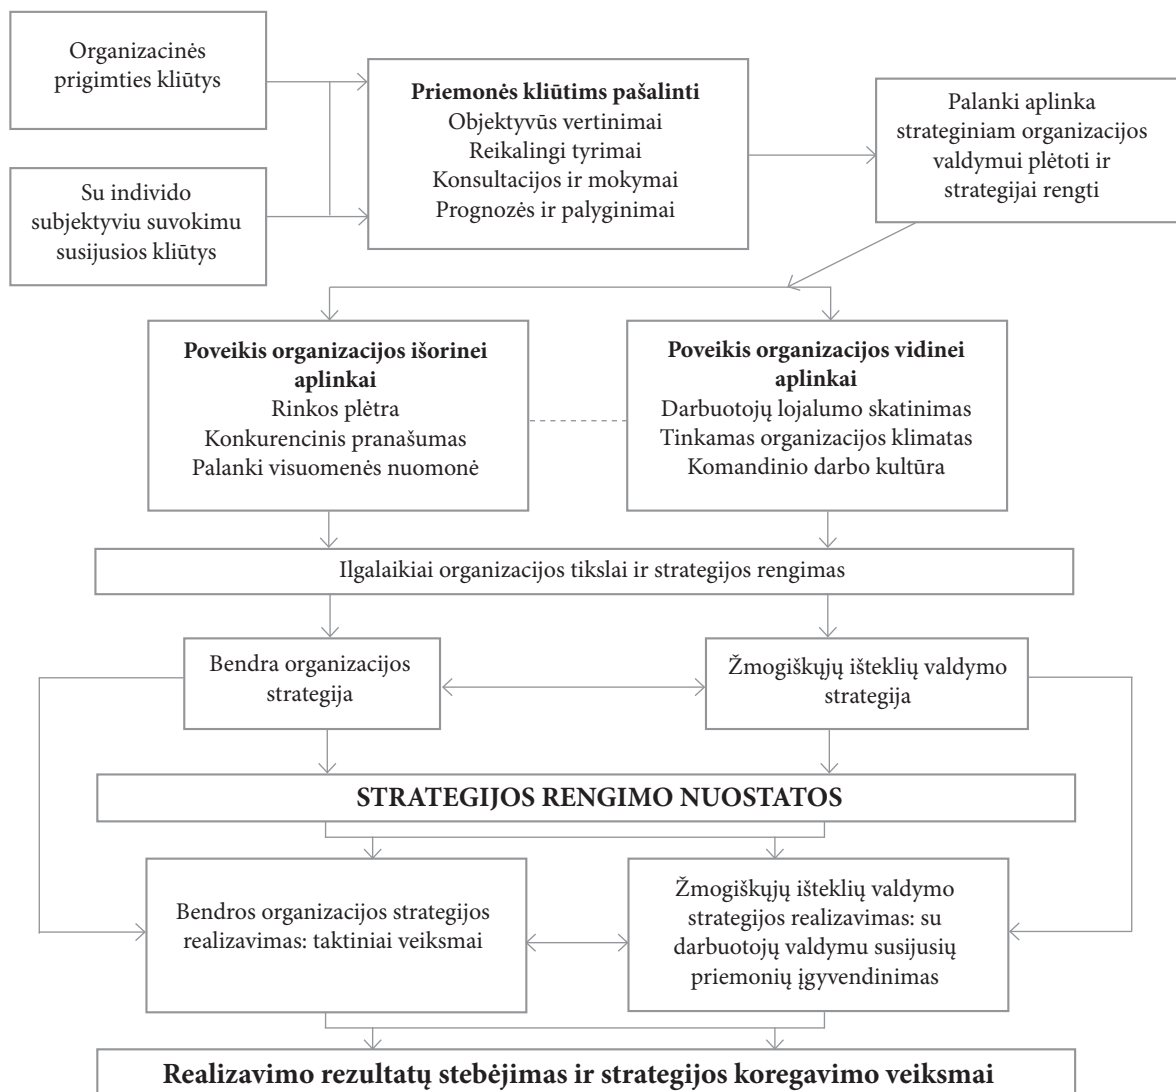 Organizacinės
prigimties kliūtys
Su individo
subjektyviu suvokimu
susijusios kliūtys
Priemonės kliūtims pašalinti
Objektyvūs vertinimai
Reikalingi tyrimai
Konsultacijos ir mokymai
Prognozės ir palyginimai
Palanki aplinka
strateginiam organizacijos
valdymui plėtoti ir
strategijai rengti
Poveikis organizacijos išorinei
aplinkai
Rinkos plėtra
Konkurencinis pranašumas
Palanki visuomenės nuomonė
Poveikis organizacijos vidinei
aplinkai
Darbuotojų lojalumo skatinimas
Tinkamas organizacijos klimatas
Komandinio darbo kultūra
Ilgalaikiai organizacijos tikslai ir strategijos rengimas
Bendra organizacijos
strategija
Žmogiškųjų išteklių valdymo
strategija
STRATEGIJOS RENGIMO NUOSTATOS
Bendros organizacijos strategijos
realizavimas: taktiniai veiksmai
Žmogiškųjų išteklių valdymo
strategijos realizavimas: su
darbuotojų valdymu susijusių
priemonių įgyvendinimas
Realizavimo rezultatų stebėjimas ir strategijos koregavimo veiksmai